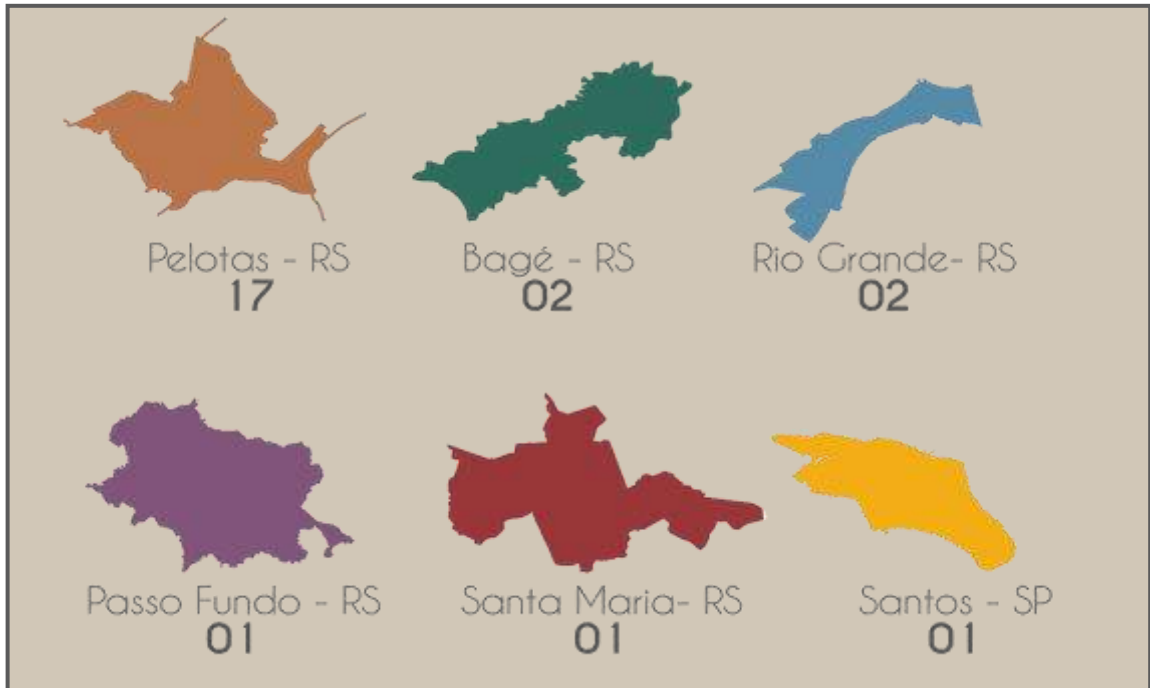 Pelotas - RS
17
Bagé - RS
02
Rio Grande- RS
02
Passo Fundo - RS
01
Santa Maria- RS
01
Santos - SP
01